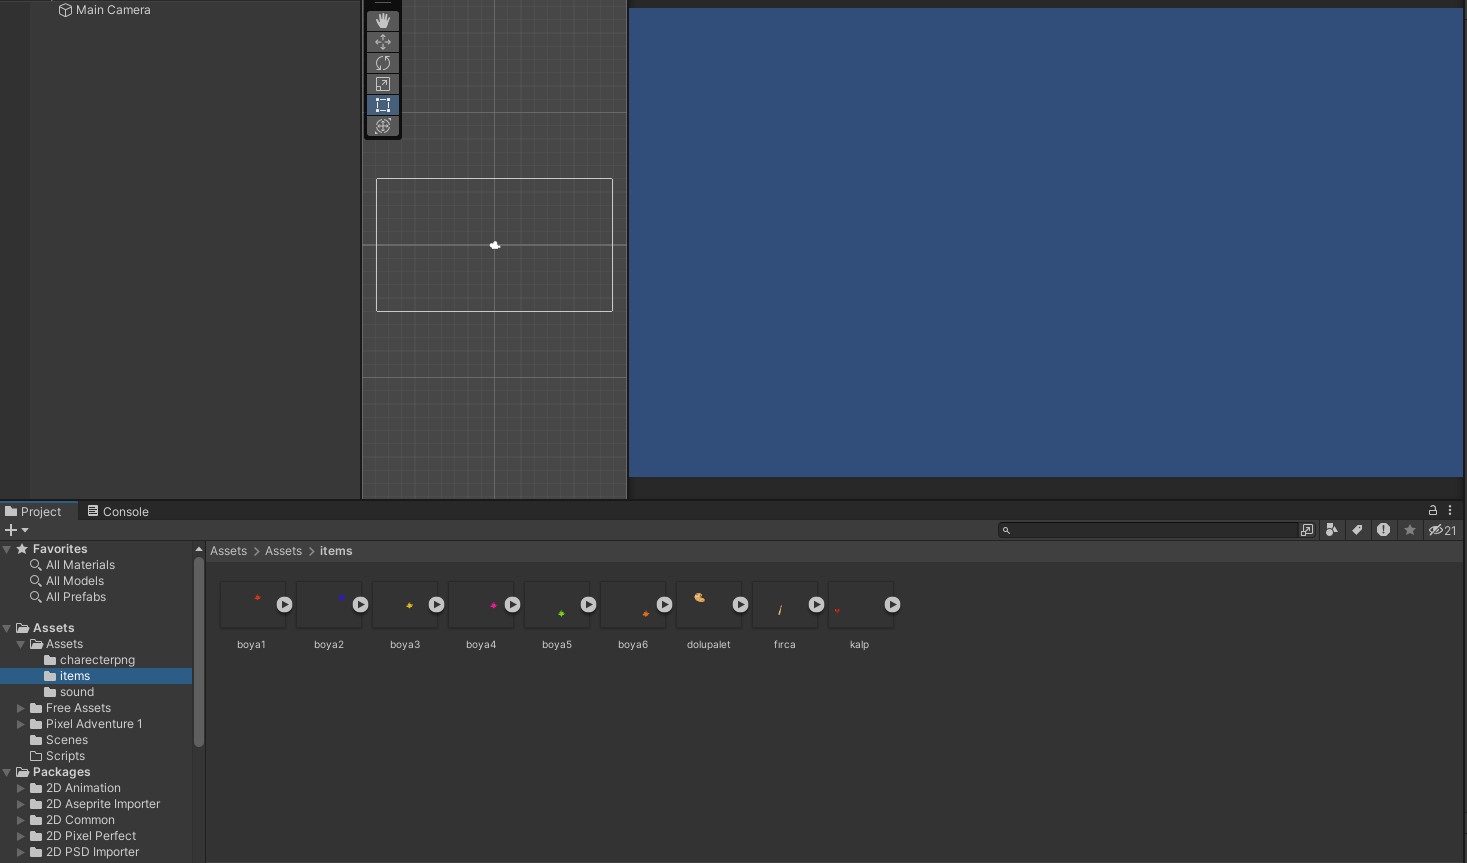 Main Camera
Project
Console
21
Favorites
All Materials
All Models
All Prefabs
Assets
Assets
charecterpng
items
sound
Free Assets
Pixel Adventure 1
Scenes
Scripts
Packages
2D Animation
2D Aseprite Importer
2D Common
2D Pixel Perfect
2D PSD Importer
Assets > Assets > items
boya1
boya2
boya3
boya4
boya5
boya6
dolupalet
fırca
kalp